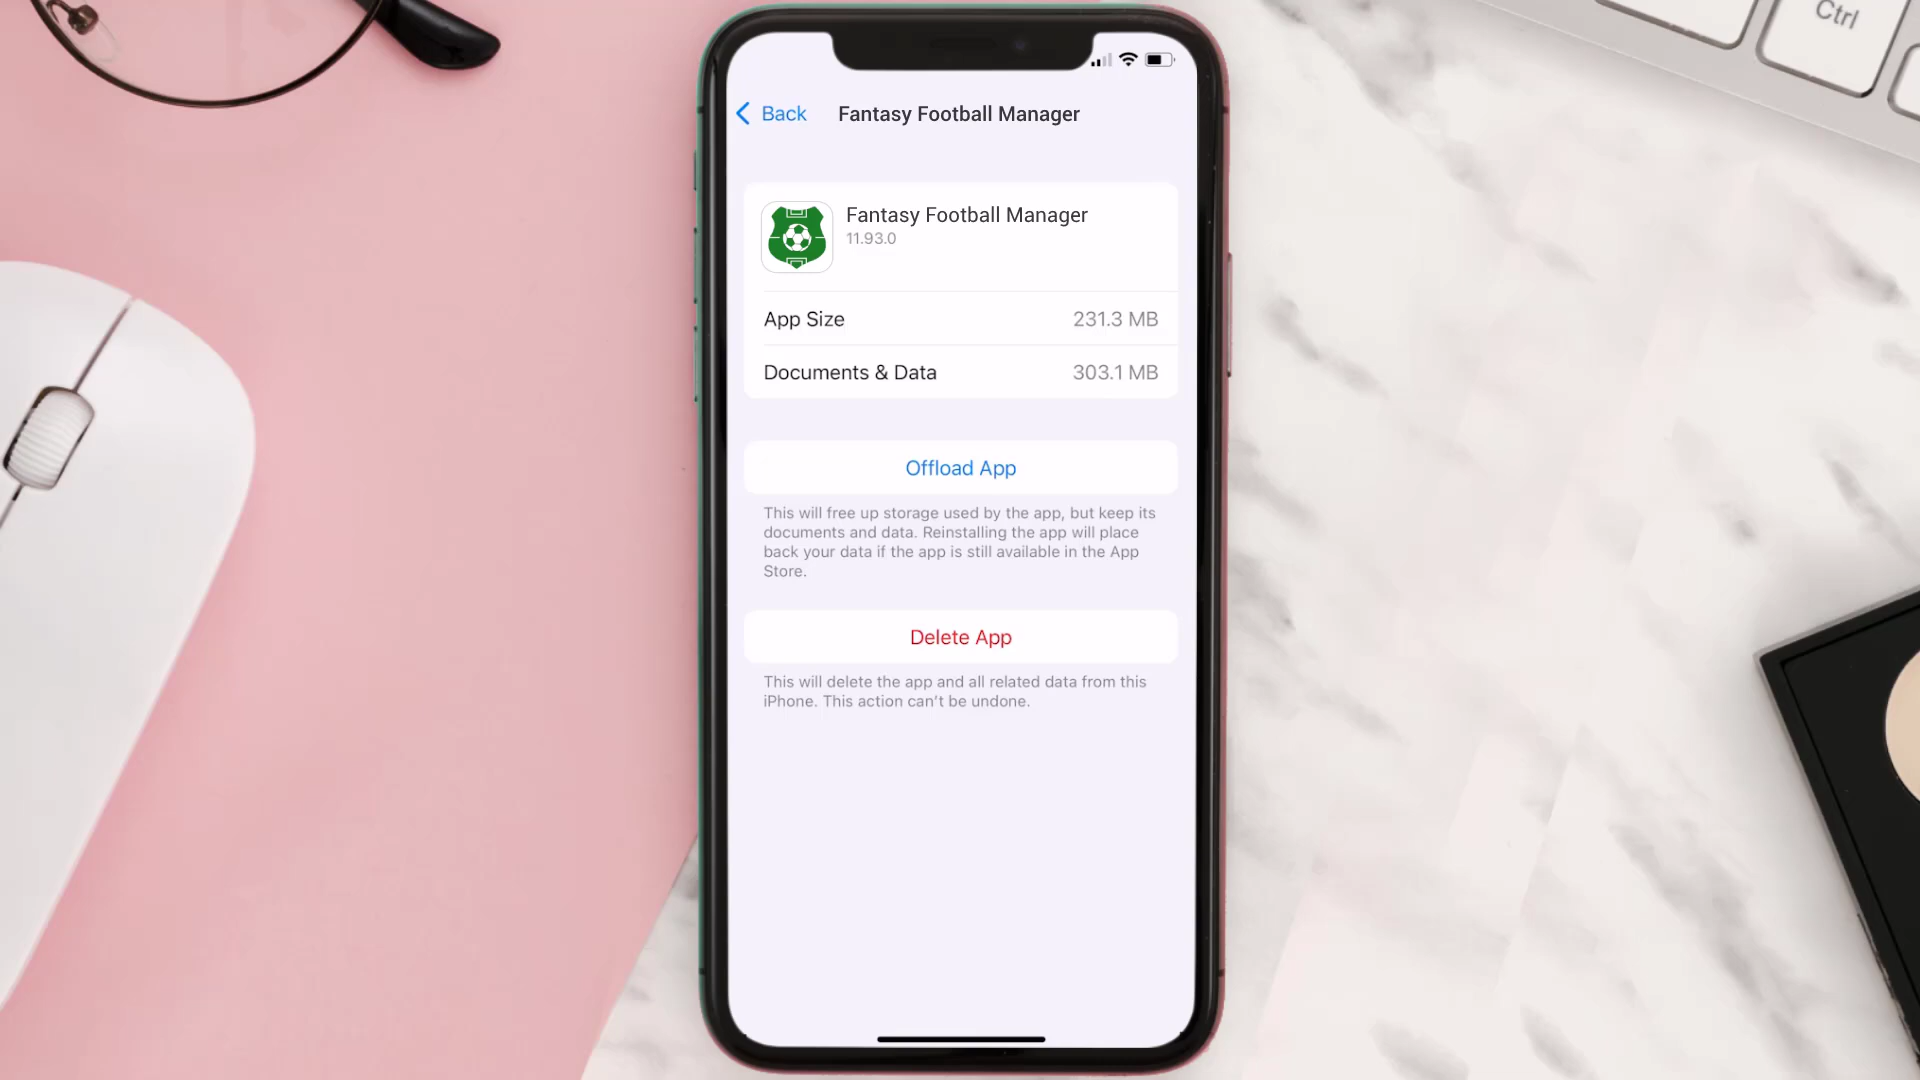 Ctrl
Back
Fantasy Football Manager
Fantasy Football Manager
11.93.0
App Size
231.3 MB
Documents & Data
303.1 MB
Offload App
This will free up storage used by the app, but keep its
documents and data. Reinstalling the app will place
back your data if the app is still available in the App
Store.
Delete App
This will delete the app and all related data from this
iPhone. This action can't be undone.